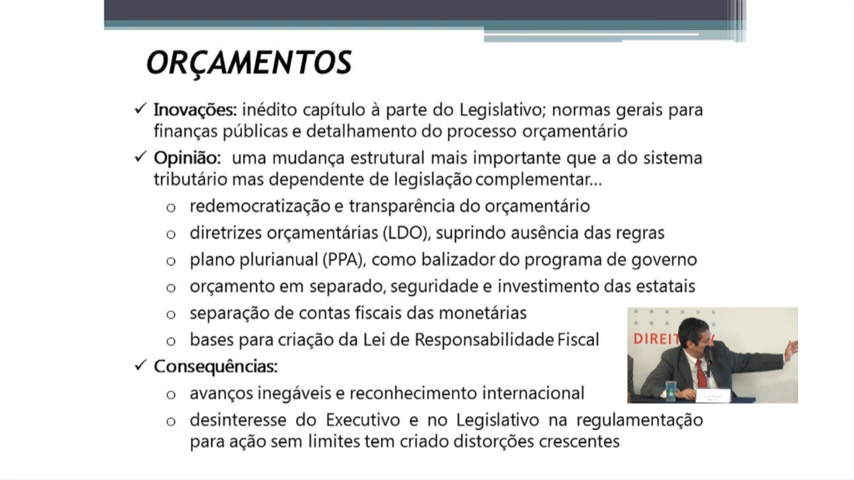 ORÇAMENTOS
✓ Inovações: inédito capítulo à parte do Legislativo; normas gerais para
finanças públicas e detalhamento do processo orçamentário
✓ Opinião: uma mudança estrutural mais importante que a do sistema
tributário mas dependente de legislação complementar...
o redemocratização e transparência do orçamentário
o diretrizes orçamentárias (LDO), suprindo ausência das regras
o plano plurianual (PPA), como balizador do programa de governo
o orçamento em separado, seguridade e investimento das estatais
o separação de contas fiscais das monetárias
o bases para criação da Lei de Responsabilidade Fiscal
✓ Consequências:
o avanços inegáveis e reconhecimento internacional
o desinteresse do Executivo e no Legislativo na regulamentação
para ação sem limites tem criado distorções crescentes